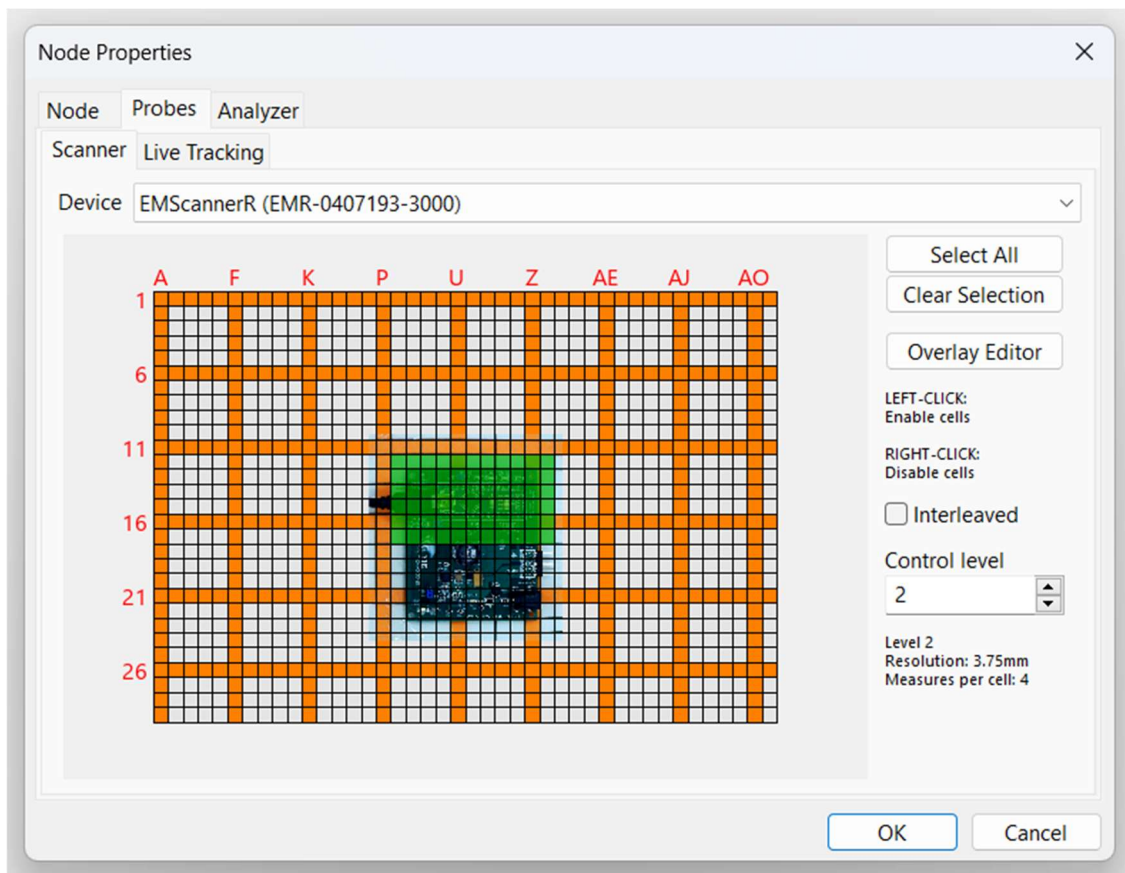 Node Properties
Node Probes Analyzer
Scanner Live Tracking
Device EMScannerR (EMR-0407193-3000)
Select All
Clear Selection
Overlay Editor
A F K P U Z AE AJ AO
1
6
11
16
21
26
LEFT-CLICK:
Enable cells
RIGHT-CLICK:
Disable cells
Interleaved
Control level
2
Level 2
Resolution: 3.75mm
Measures per cell: 4
OK Cancel